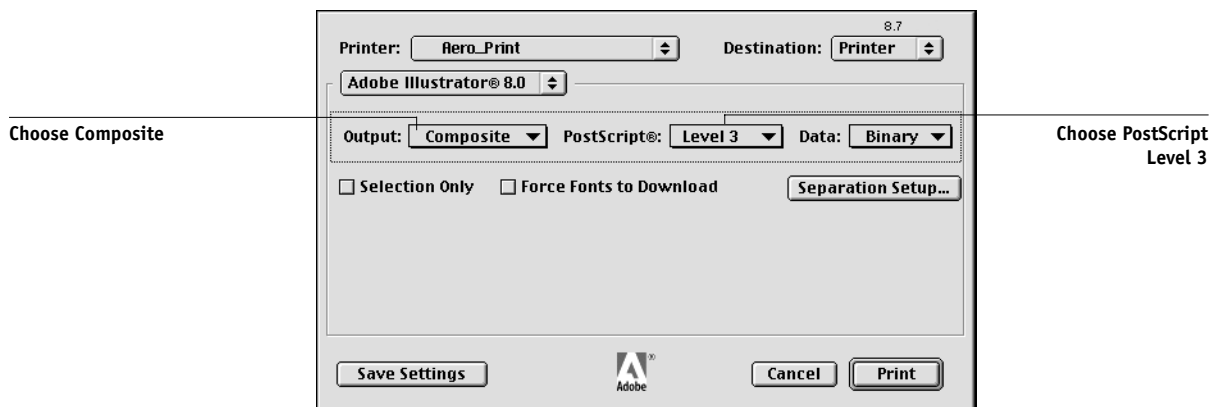 8.7
Printer: Aero_Print Destination: Printer
Adobe Illustrator® 8.0
Choose Composite
Output: Composite PostScript®: Level 3 Data: Binary
Choose PostScript
Level 3
Selection Only Force Fonts to Download Separation Setup...
Save Settings
Adobe
®
Cancel Print